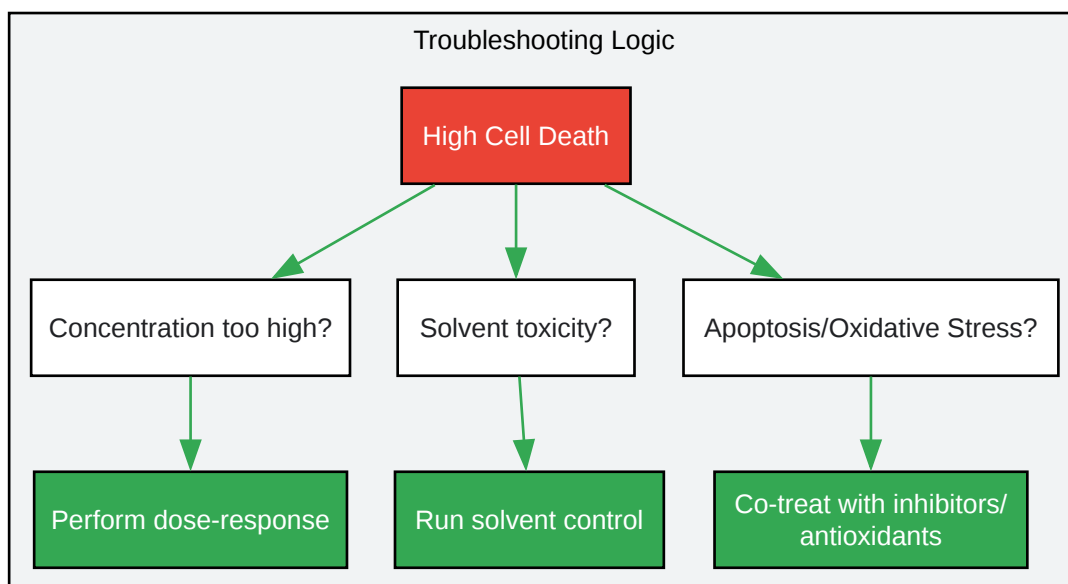 Troubleshooting Logic
High Cell Death
Concentration too high?
Solvent toxicity?
Apoptosis/Oxidative Stress?
Perform dose-response
Run solvent control
Co-treat with inhibitors/
antioxidants